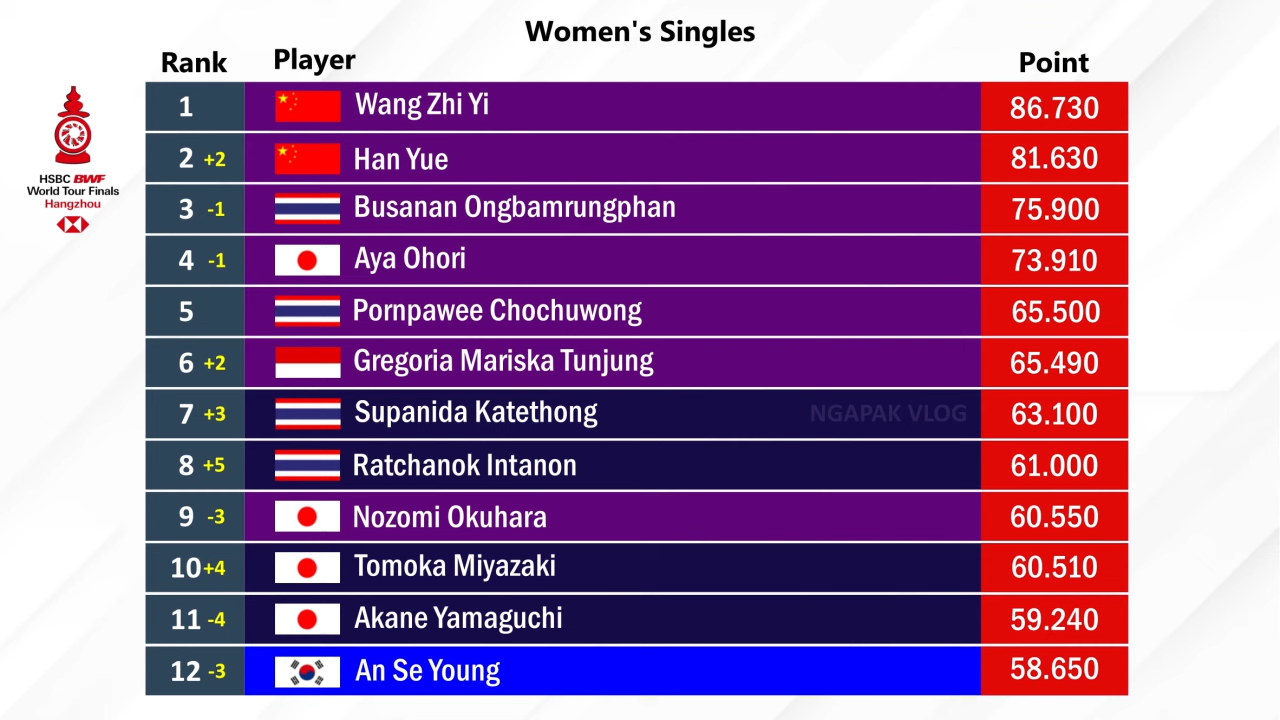 Women's Singles
Rank Player Point
HSBC BWF
World Tour Finals
Hangzhou
1 Wang Zhi Yi 86.730
2 +2 Han Yue 81.630
3 -1 Busanan Ongbamrungphan 75.900
4 -1 Aya Ohori 73.910
5 Pornpawee Chochuwong 65.500
6 +2 Gregoria Mariska Tunjung 65.490
7 +3 Supanida Katethong NGAPAK VLOG 63.100
8 +5 Ratchanok Intanon 61.000
9 -3 Nozomi Okuhara 60.550
10 +4 Tomoka Miyazaki 60.510
11 -4 Akane Yamaguchi 59.240
12 -3 An Se Young 58.650